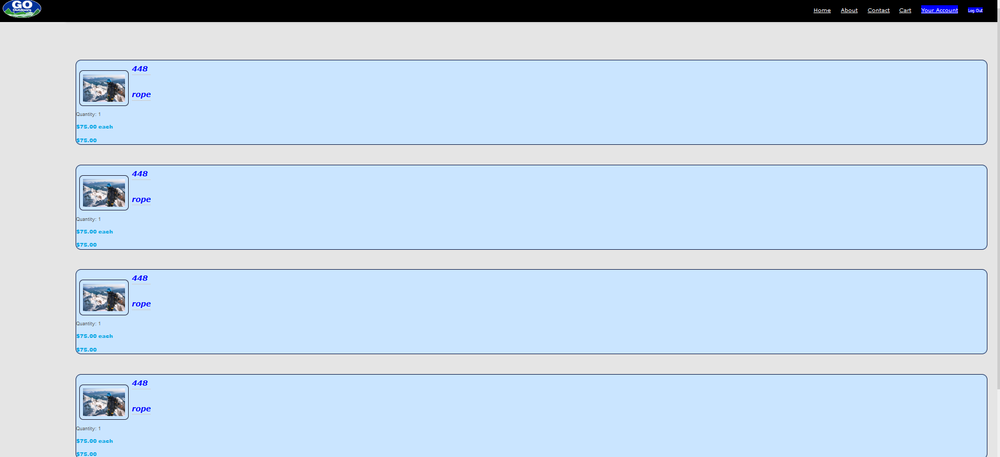 GO
Outdoors
Home About Contact Cart Your Account Log Out
448
rope
Quantity: 1
$75.00 each
$75.00
448
rope
Quantity: 1
$75.00 each
$75.00
448
rope
Quantity: 1
$75.00 each
$75.00
448
rope
Quantity: 1
$75.00 each
$75.00